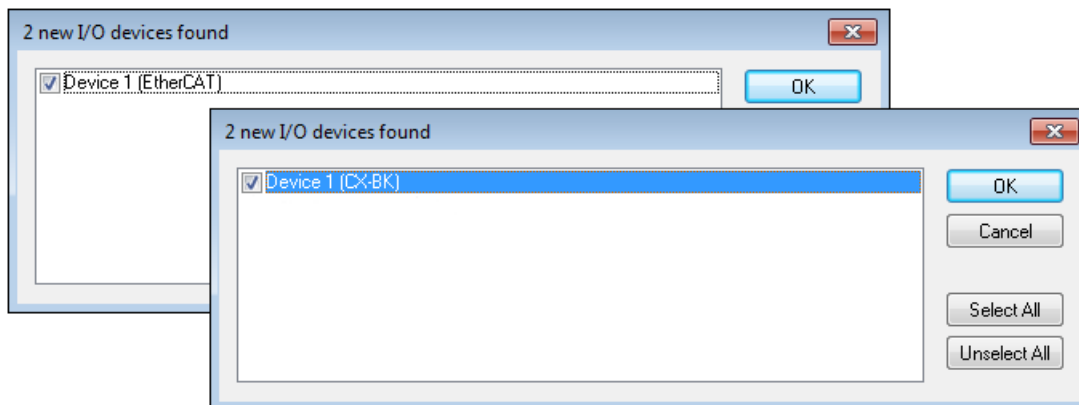 2 new I/O devices found
Device 1 (EtherCAT)
OK
2 new I/O devices found
Device 1 (CX-BK)
OK
Cancel
Select All
Unselect All